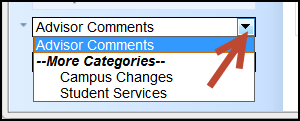 Advisor Comments
Advisor Comments
--More Categories--
Campus Changes
Student Services